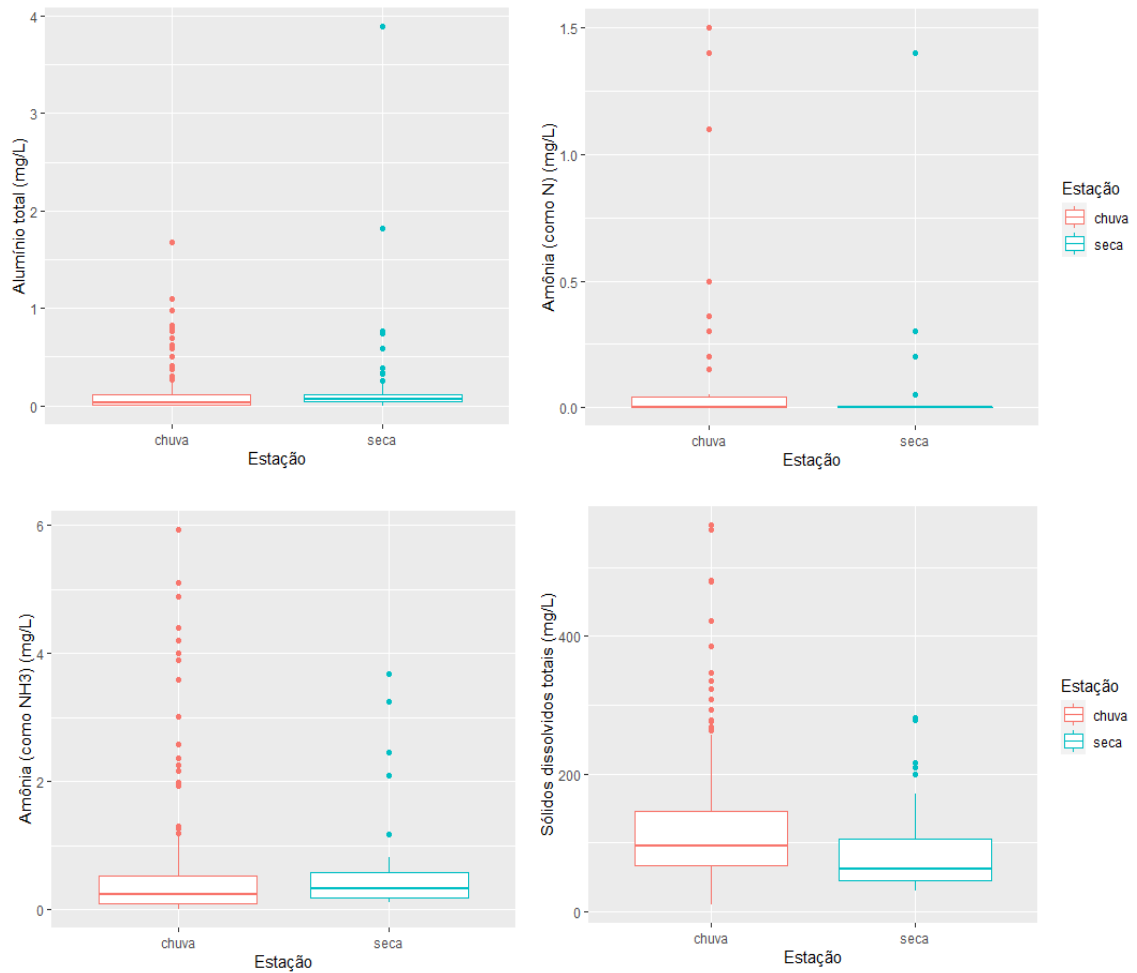 Alumínio total (mg/L)
4
3
2
1
0
chuva
seca
Estação
Amônia (como N) (mg/L)
1.5
1.0
0.5
0.0
chuva
seca
Estação
Estação
chuva
seca
Amônia (como NH3) (mg/L)
6
4
2
0
chuva
seca
Estação
Sólidos dissolvidos totais (mg/L)
400
200
0
chuva
seca
Estação
Estação
chuva
seca